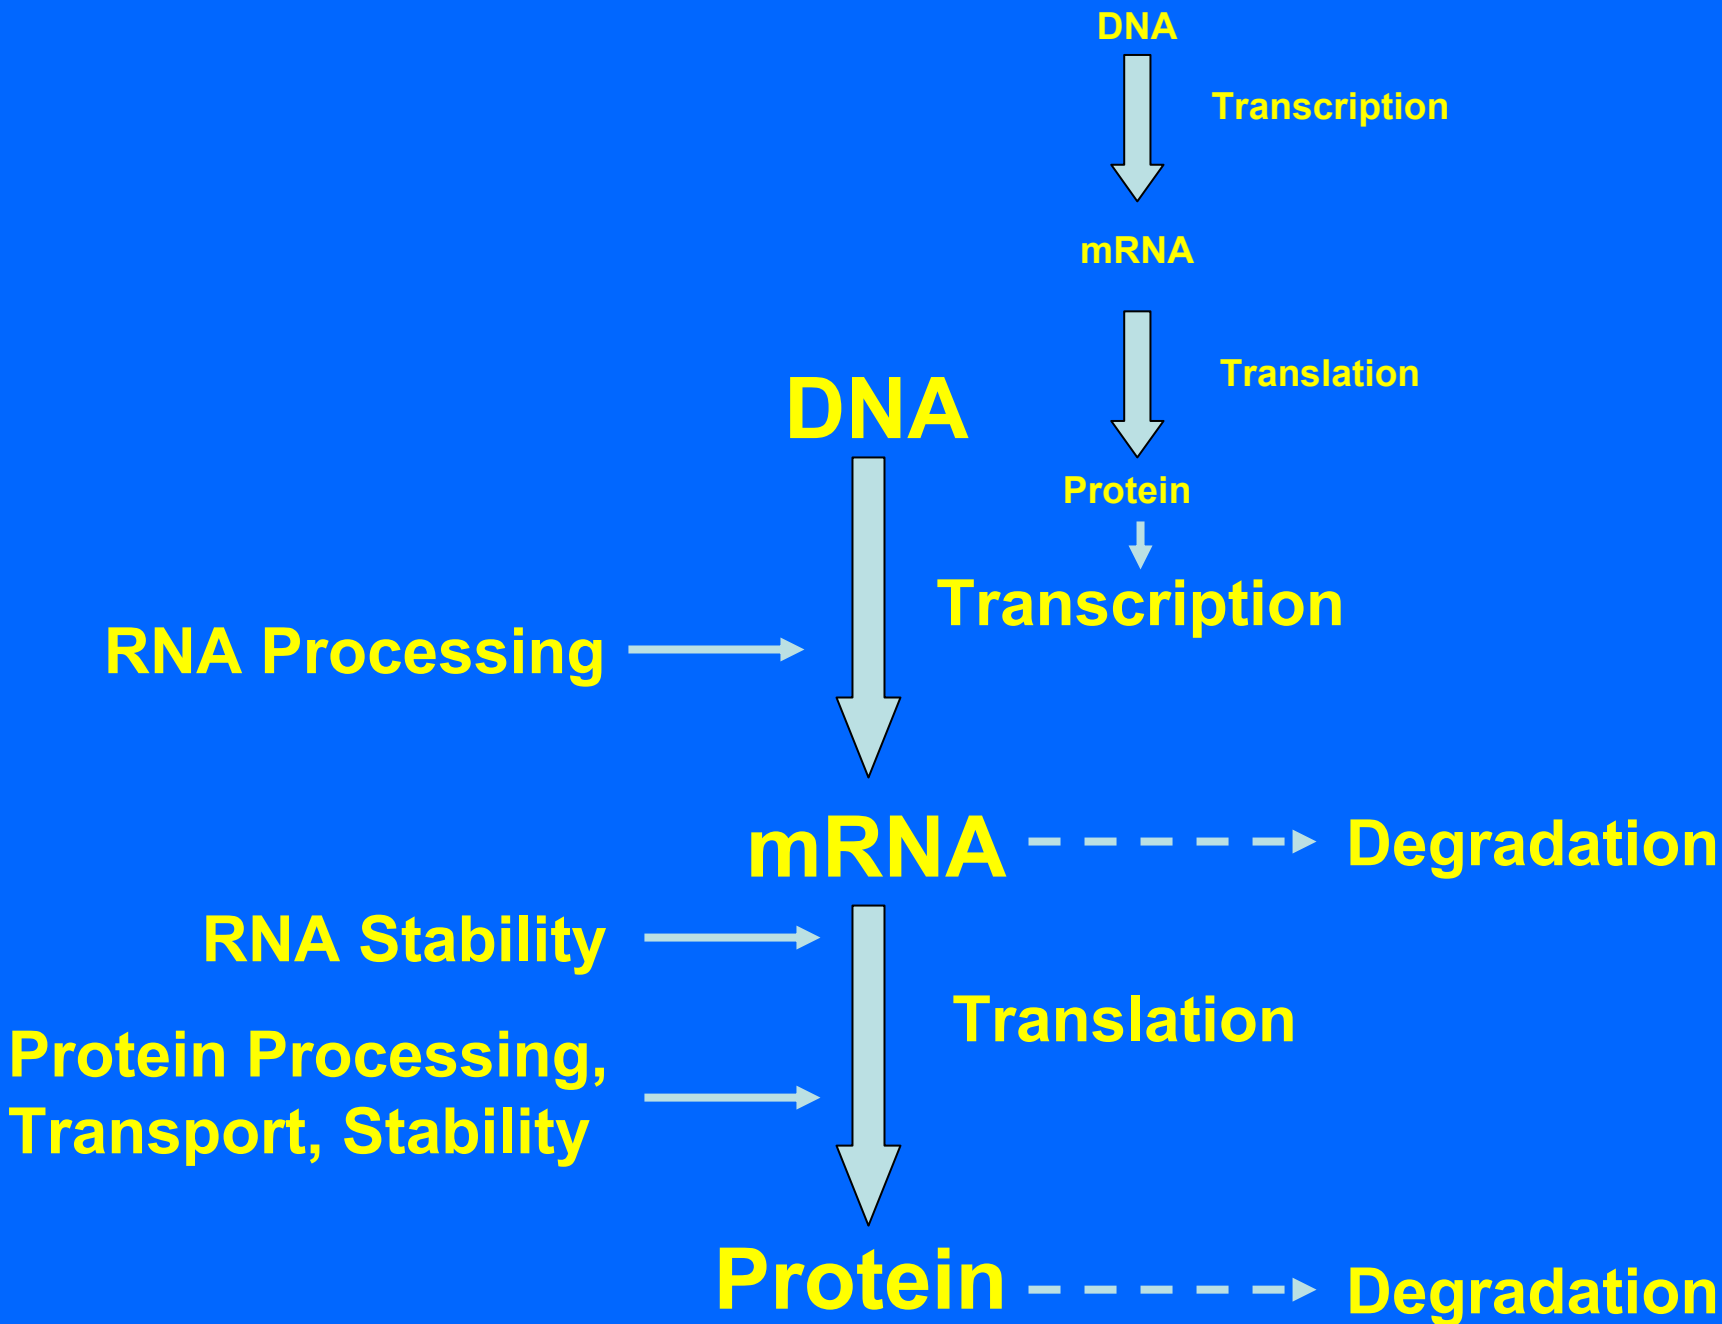 DNA
Transcription
mRNA
Translation
DNA
Protein
Transcription
RNA Processing
mRNA
Degradation
RNA Stability
Translation
Protein Processing,
Transport, Stability
Protein
Degradation